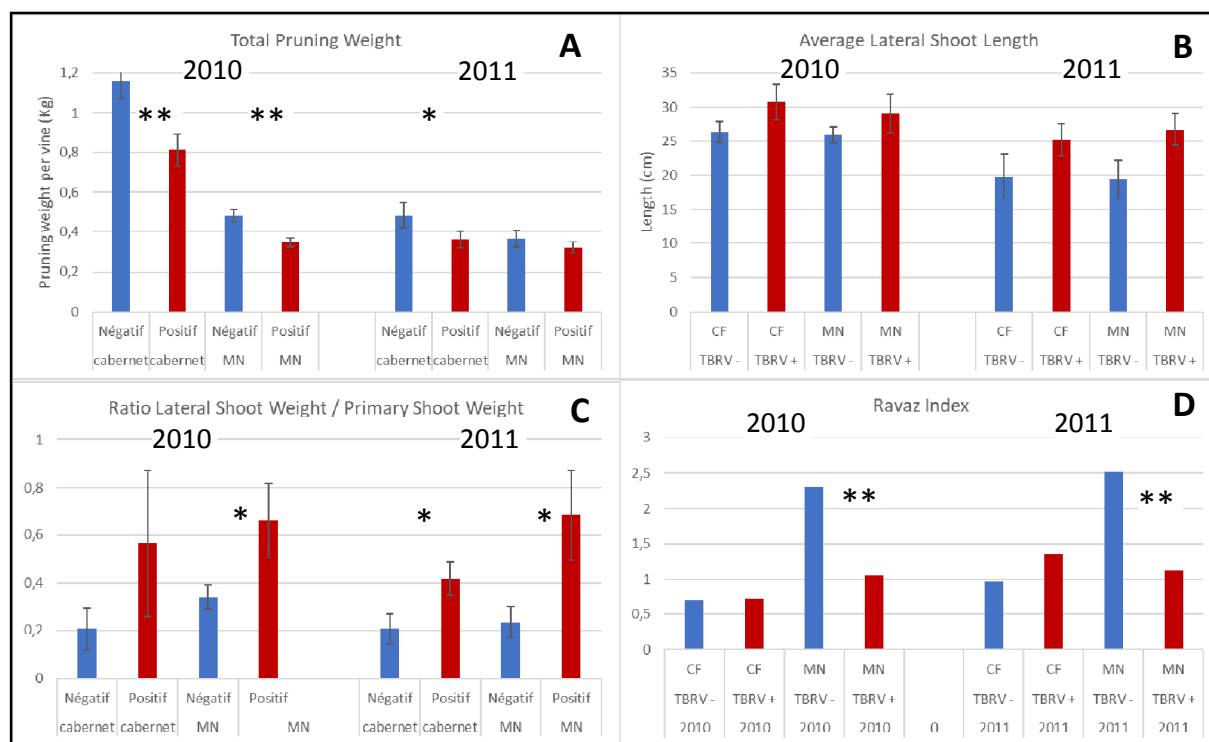 Total Pruning Weight
A
2010
2011
Pruning weight per vine (Kg)
1,2
1
0,8
0,6
0,4
0,2
0
**
**
*
Négatif Positif Négatif Positif Négatif Positif Négatif Positif
cabernet cabernet MN MN cabernet cabernet MN MN
Average Lateral Shoot Length
B
2010
2011
Length (cm)
35
30
25
20
15
10
5
0
CF CF MN MN CF CF MN MN
TBRV - TBRV + TBRV - TBRV + TBRV - TBRV + TBRV - TBRV +
Ratio Lateral Shoot Weight / Primary Shoot Weight
C
2010
2011
1
0,8
0,6
0,4
0,2
0
*
*
*
Négatif Positif Négatif Positif Négatif Positif Négatif Positif
cabernet cabernet MN MN cabernet cabernet MN MN
Ravaz Index
D
2010
2011
3
2,5
2
1,5
1
0,5
0
**
**
CF CF MN MN CF CF MN MN
TBRV - TBRV + TBRV - TBRV + TBRV - TBRV + TBRV - TBRV +
2010 2010 2010 2010 0 2011 2011 2011 2011